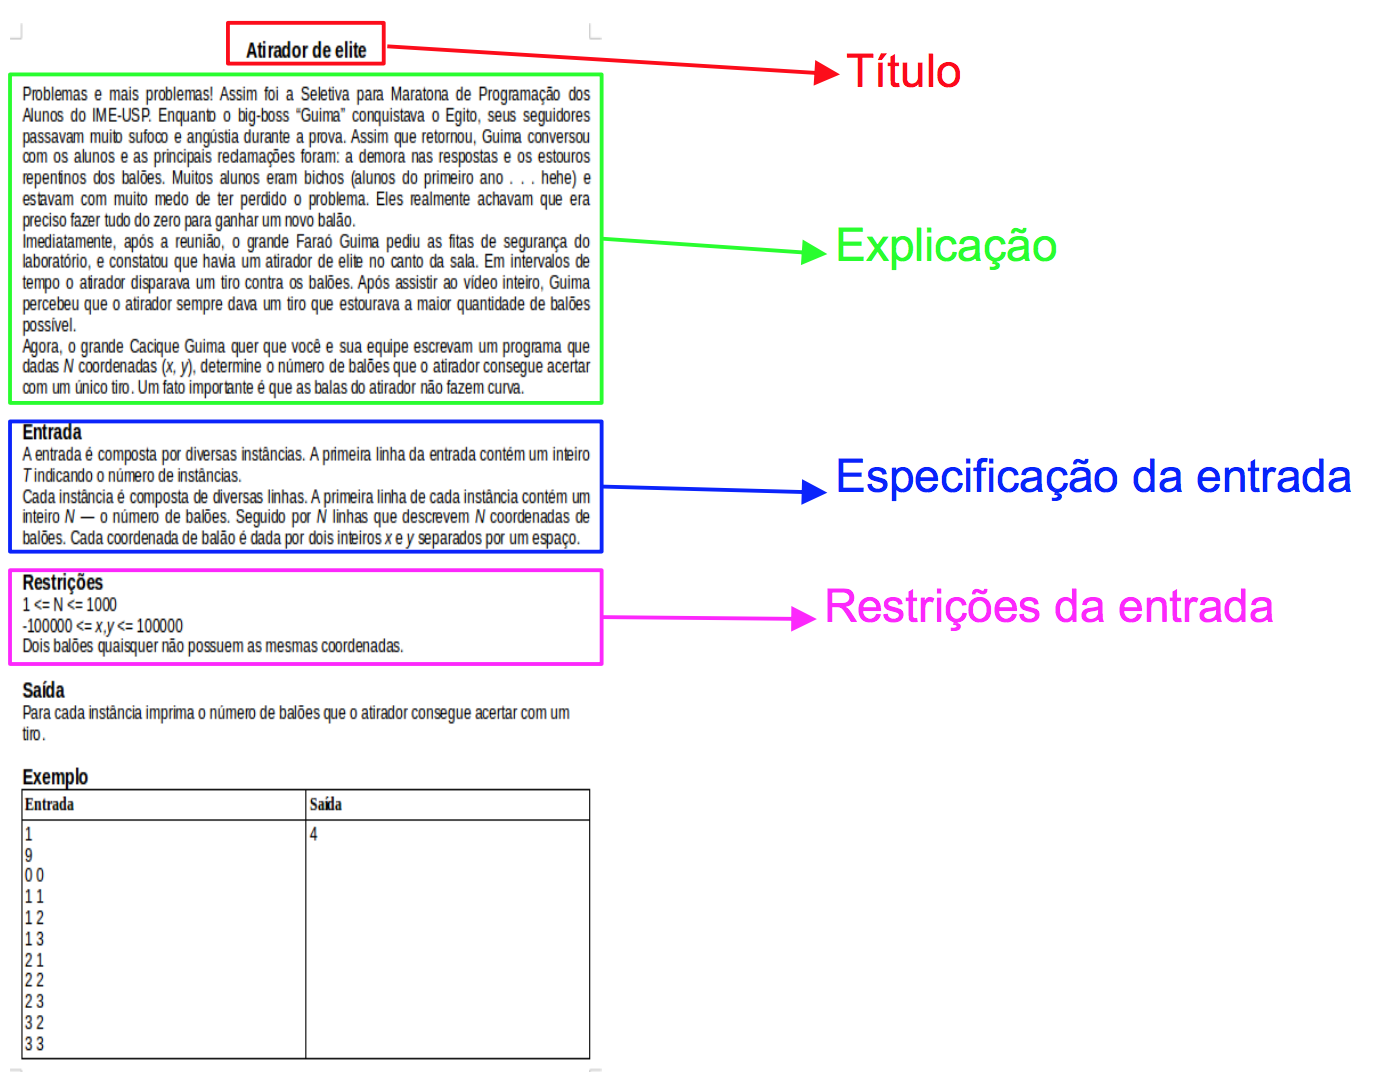 Atirador de elite
Título
Problemas e mais problemas! Assim foi a Seletiva para Maratona de Programação dos
Alunos do IME-USP. Enquanto o big-boss “Guima” conquistava o Egito, seus seguidores
passavam muito sufoco e angústia durante a prova. Assim que retornou, Guima conversou
com os alunos e as principais reclamações foram: a demora nas respostas e os estouros
repentinos dos balões. Muitos alunos eram bichos (alunos do primeiro ano . . . hehe) e
estavam com muito medo de ter perdido o problema. Eles realmente achavam que era
preciso fazer tudo do zero para ganhar um novo balão.
Imediatamente, após a reunião, o grande Faraó Guima pediu as fitas de segurança do
laboratório, e constatou que havia um atirador de elite no canto da sala. Em intervalos de
tempo o atirador disparava um tiro contra os balões. Após assistir ao vídeo inteiro, Guima
percebeu que o atirador sempre dava um tiro que estourava a maior quantidade de balões
possível.
Agora, o grande Cacique Guima quer que você e sua equipe escrevam um programa que
dadas N coordenadas (x, y), determine o número de balões que o atirador consegue acertar
com um único tiro. Um fato importante é que as balas do atirador não fazem curva.
Explicação
Entrada
A entrada é composta por diversas instâncias. A primeira linha da entrada contém um inteiro
T indicando o número de instâncias.
Cada instância é composta de diversas linhas. A primeira linha de cada instância contém um
inteiro N — o número de balões. Seguido por N linhas que descrevem N coordenadas de
balões. Cada coordenada de balão é dada por dois inteiros x e y separados por um espaço.
Especificação da entrada
Restrições
1 <= N <= 1000
-100000 <= x,y <= 100000
Dois balões quaisquer não possuem as mesmas coordenadas.
Restrições da entrada
Saída
Para cada instância imprima o número de balões que o atirador consegue acertar com um
tiro.
Exemplo
Entrada
Saída
1
4
9
0 0
1 1
1 2
1 3
2 1
2 2
2 3
3 2
3 3